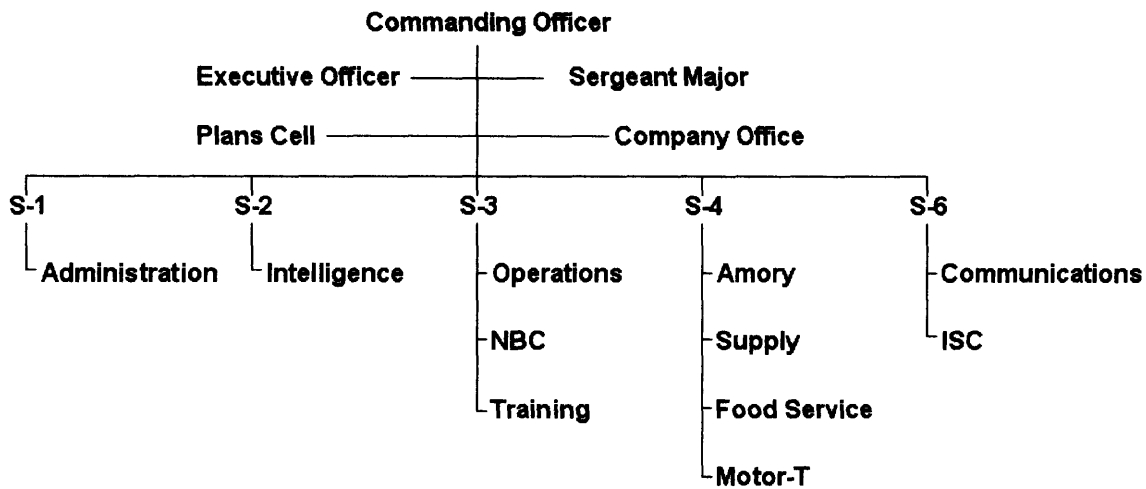 Commanding Officer
Executive Officer Sergeant Major
Plans Cell Company Office
S-1 S-2 S-3 S-4 S-6
Administration Intelligence Operations Amory Communications
NBC Supply ISC
Training Food Service
Motor-T